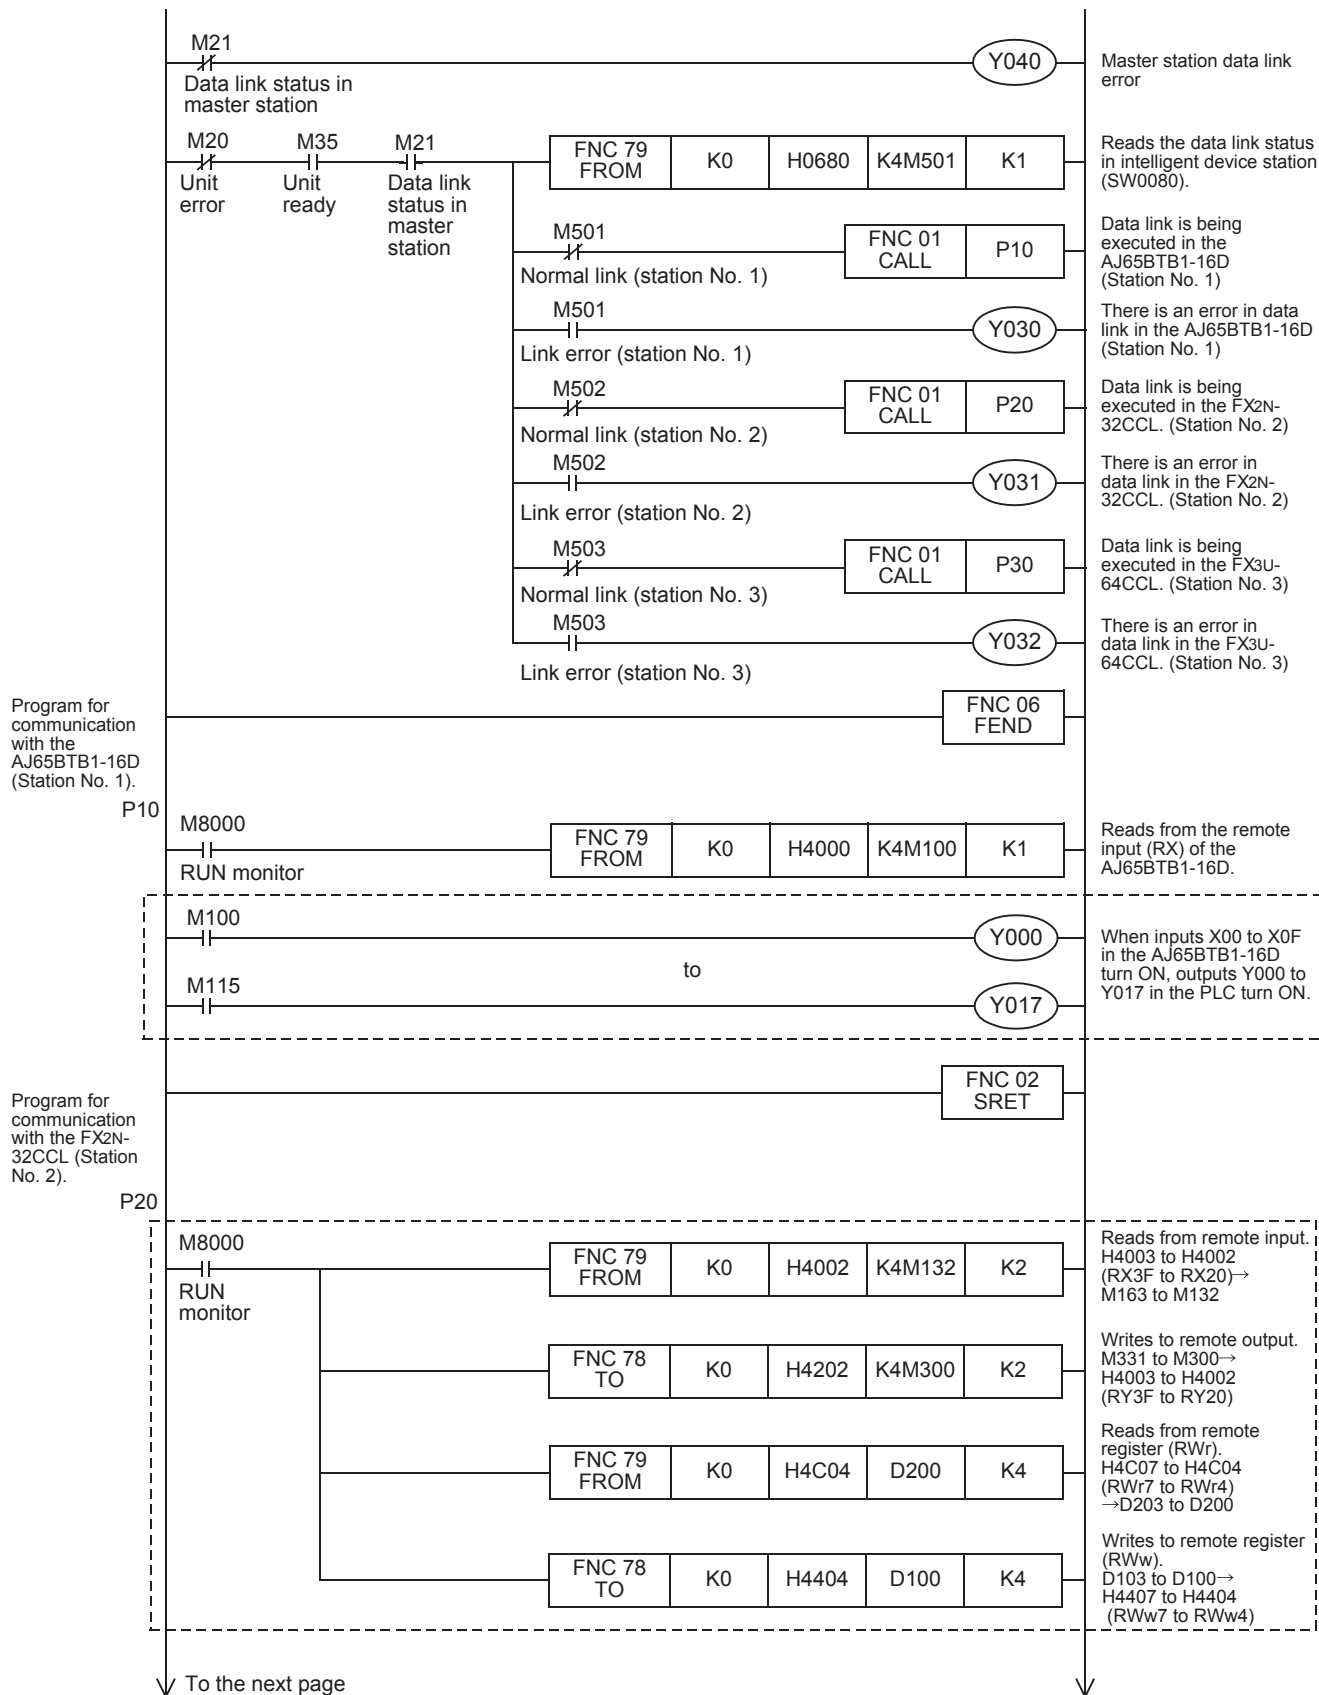 M21
Y040
Data link status in
master station
Master station data link
error
M20
M35
M21
Unit
error
Unit
ready
Data link
status in
master
station
FNC 79
FROM
K0
H0680
K4M501
K1
Reads the data link status
in intelligent device station
(SW0080).
M501
Normal link (station No. 1)
FNC 01
CALL
P10
Data link is being
executed in the
AJ65BTB1-16D
(Station No. 1)
M501
Link error (station No. 1)
Y030
There is an error in data
link in the AJ65BTB1-16D
(Station No. 1)
M502
Normal link (station No. 2)
FNC 01
CALL
P20
Data link is being
executed in the FX2N-
32CCL. (Station No. 2)
M502
Link error (station No. 2)
Y031
There is an error in
data link in the FX2N-
32CCL. (Station No. 2)
M503
Normal link (station No. 3)
FNC 01
CALL
P30
Data link is being
executed in the FX3U-
64CCL. (Station No. 3)
M503
Link error (station No. 3)
Y032
There is an error in
data link in the FX3U-
64CCL. (Station No. 3)
FNC 06
FEND
Program for
communication
with the
AJ65BTB1-16D
(Station No. 1).
P10
M8000
RUN monitor
FNC 79
FROM
K0
H4000
K4M100
K1
Reads from the remote
input (RX) of the
AJ65BTB1-16D.
M100
Y000
to
M115
Y017
When inputs X00 to X0F
in the AJ65BTB1-16D
turn ON, outputs Y000 to
Y017 in the PLC turn ON.
FNC 02
SRET
Program for
communication
with the FX2N-
32CCL (Station
No. 2).
P20
M8000
RUN
monitor
FNC 79
FROM
K0
H4002
K4M132
K2
Reads from remote input.
H4003 to H4002
(RX3F to RX20)→
M163 to M132
FNC 78
TO
K0
H4202
K4M300
K2
Writes to remote output.
M331 to M300→
H4003 to H4002
(RY3F to RY20)
FNC 79
FROM
K0
H4C04
D200
K4
Reads from remote
register (RWr).
H4C07 to H4C04
(RWr7 to RWr4)
→D203 to D200
FNC 78
TO
K0
H4404
D100
K4
Writes to remote register
(RWw).
D103 to D100→
H4407 to H4404
(RWw7 to RWw4)
To the next page